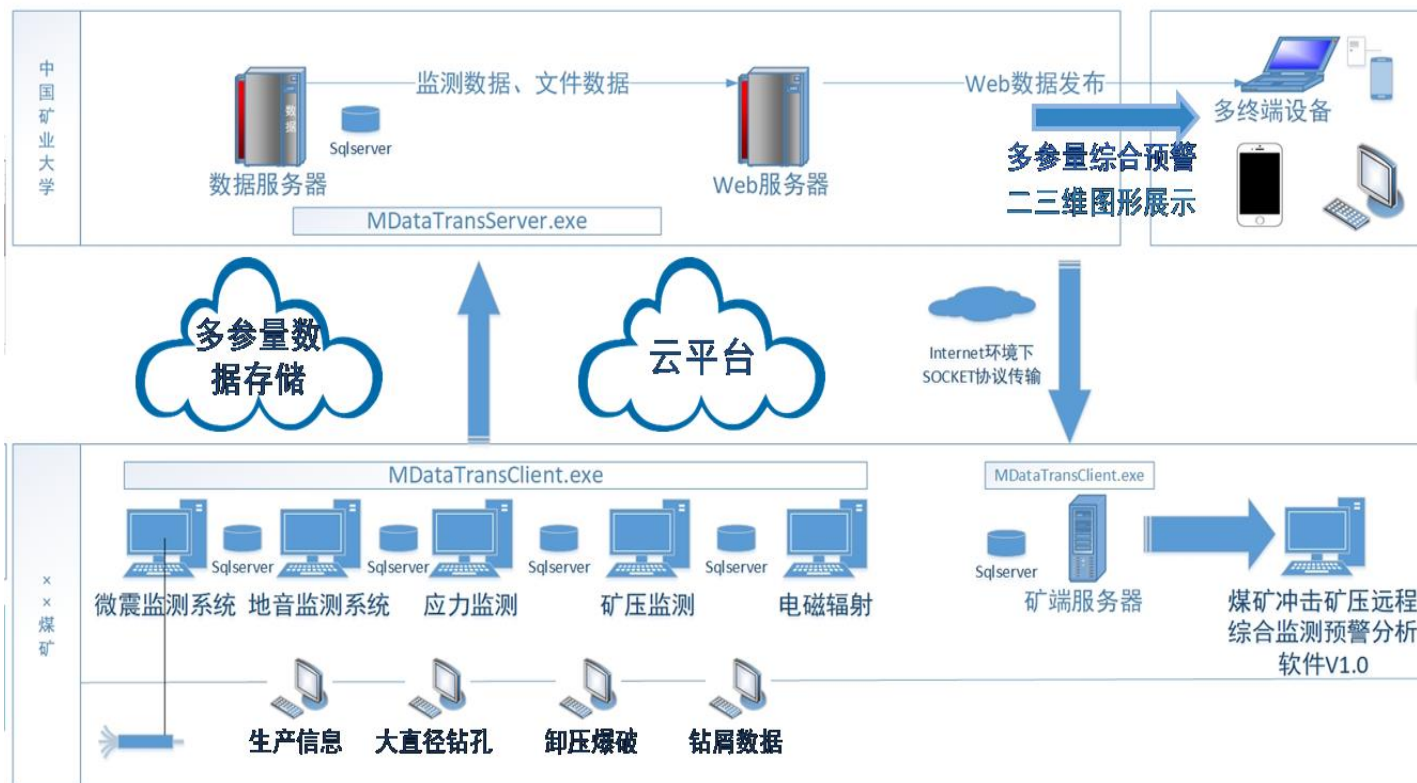 中国矿业大学
监测数据、文件数据
Web数据发布
数据
Sqlserver
多终端设备
数据服务器
Web服务器
多参量综合预警
二三维图形展示
MDataTransServer.exe
多参量数
据存储
云平台
Internet环境下
SOCKET协议传输
××煤矿
MDataTransClient.exe
MDataTransClient.exe
Sqlserver
Sqlserver
Sqlserver
Sqlserver
Sqlserver
微震监测系统
地音监测系统
应力监测
矿压监测
电磁辐射
矿端服务器
煤矿冲击矿压远程
综合监测预警分析
软件V1.0
生产信息
大直径钻孔
卸压爆破
钻屑数据